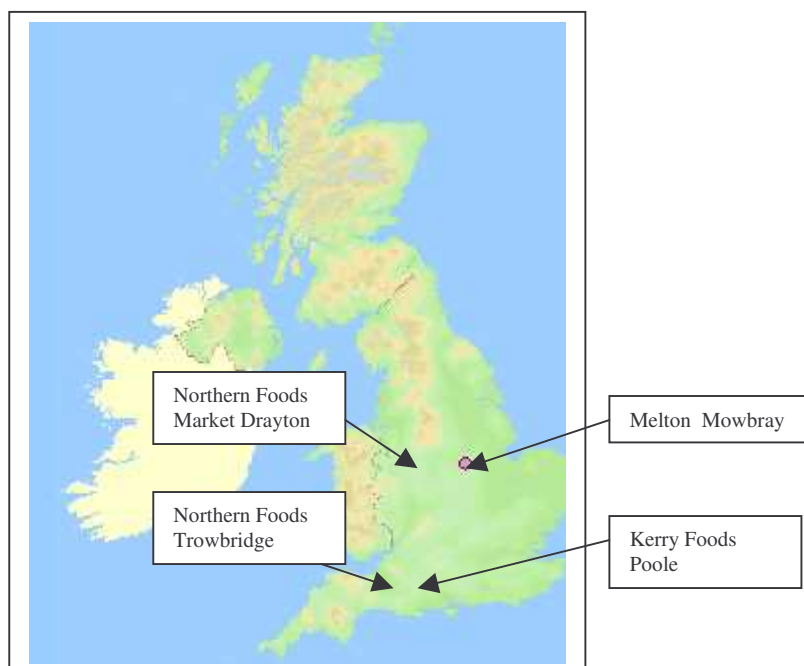 Northern Foods
Market Drayton
Melton Mowbray
Northern Foods
Trowbridge
Kerry Foods
Poole